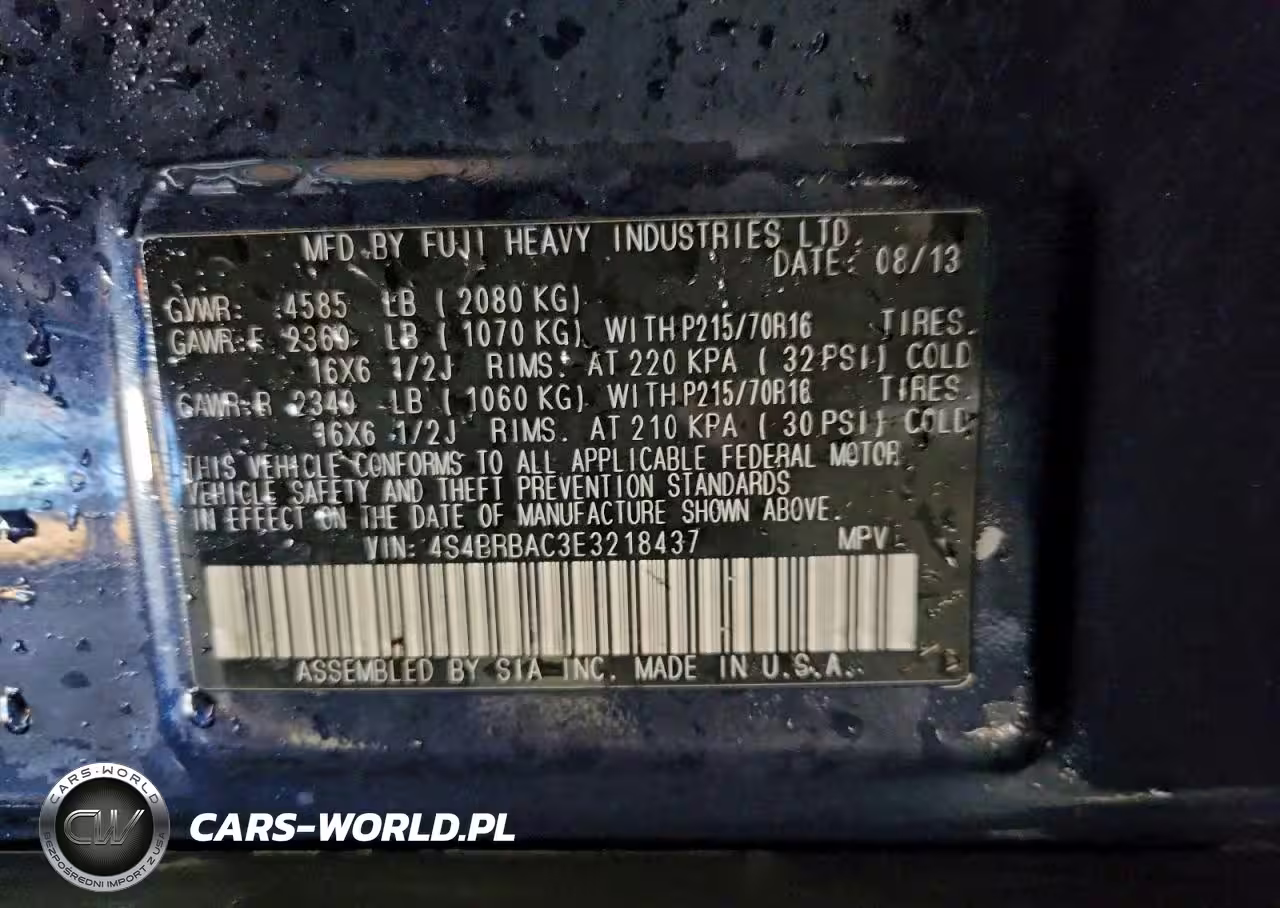 MFD.BY FUJI HEAVY INDUSTRIES LTD.
DATE: 08/13
GVWR: 4585 LB ( 2080 KG)
GAWR:F 2360 LB ( 1070 KG) WITH P215/70R16 TIRES.
16X6 1/2J RIMS. AT 220 KPA ( 32 PSI) COLD
GAWR:R 2340 LB ( 1060 KG) WITH P215/70R16 TIRES.
16X6 1/2J RIMS. AT 210 KPA ( 30 PSI) COLD
THIS VEHICLE CONFORMS TO ALL APPLICABLE FEDERAL MOTOR
VEHICLE SAFETY AND THEFT PREVENTION STANDARDS
IN EFFECT ON THE DATE OF MANUFACTURE SHOWN ABOVE.
VIN: 4S4BRBAC3E3218437 MPV
ASSEMBLED BY SIA INC. MADE IN U.S.A.
CARS-WORLD
CW
BEZPOŚREDNI IMPORT Z USA
CARS-WORLD.PL